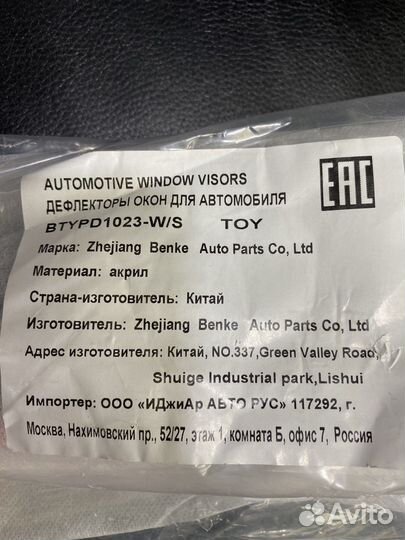 AUTOMOTIVE WINDOW VISORS
ДЕФЛЕКТОРЫ ОКОН ДЛЯ АВТОМОБИЛЯ
BTYPD1023-W/S TOY
EAC
Марка: Zhejiang Benke Auto Parts Co, Ltd
Материал: акрил
Страна-изготовитель: Китай
Изготовитель: Zhejiang Benke Auto Parts Co, Ltd
Адрес изготовителя: Китай, NO.337,Green Valley Road,
Shuige Industrial park,Lishui
Импортер: ООО «ИДжиАр АВТО РУС» 117292, г.
Москва, Нахимовский пр., 52/27, этаж 1, комната Б, офис 7, Россия
Avito